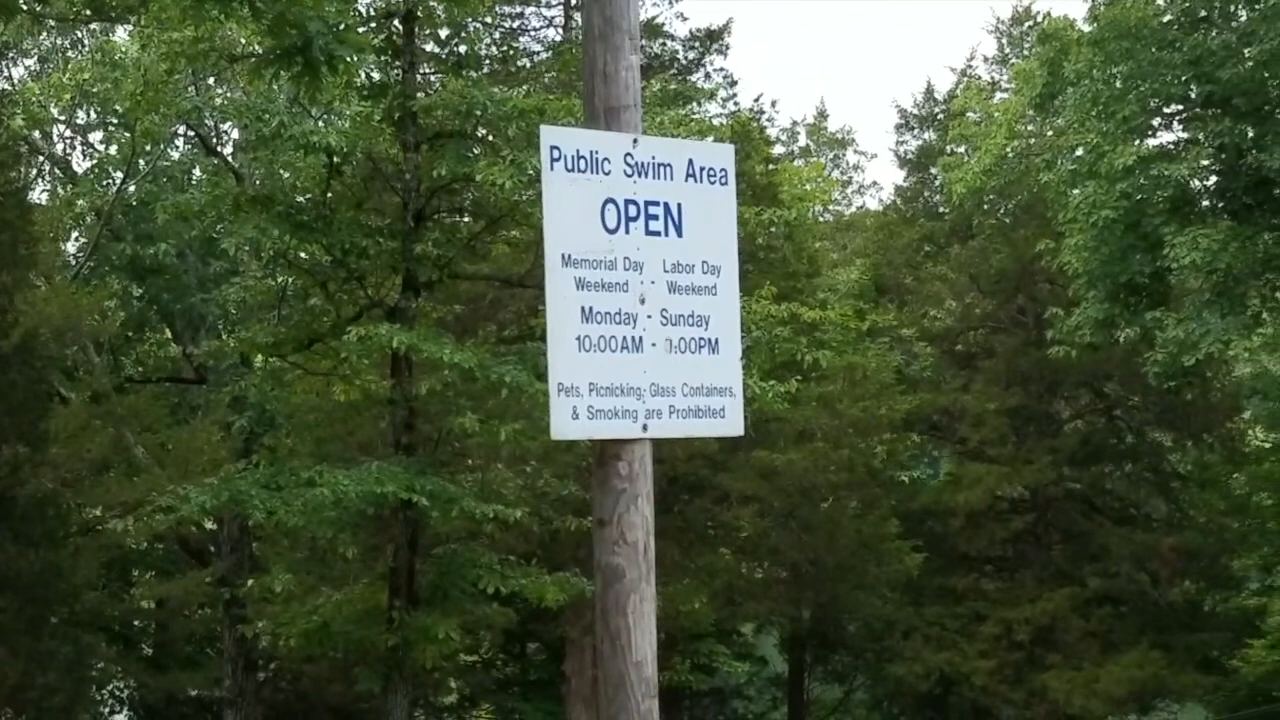 Public Swim Area
OPEN
Memorial Day - Labor Day
Weekend Weekend
Monday - Sunday
10:00AM - :00PM
Pets, Picnicking, Glass Containers,
& Smoking are Prohibited